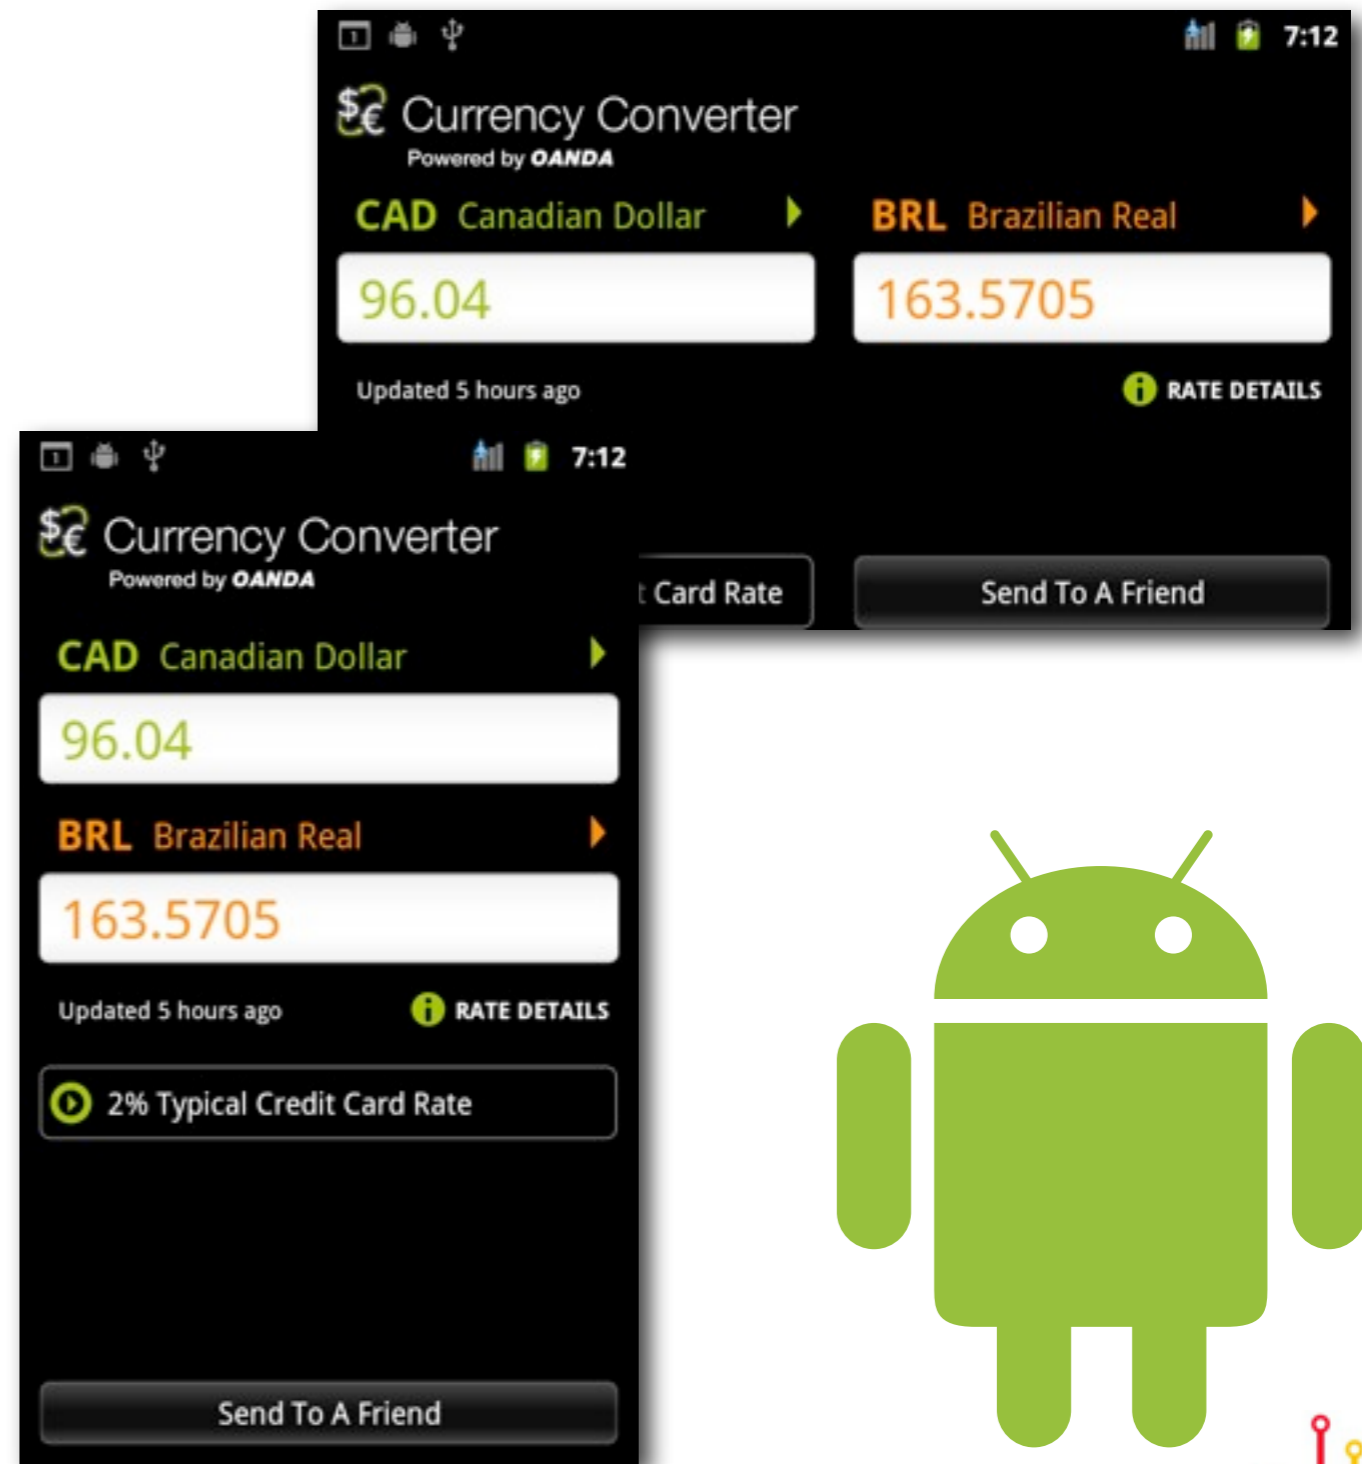 7:12
Currency Converter
Powered by OANDA
CAD Canadian Dollar
BRL Brazilian Real
96.04
163.5705
Updated 5 hours ago
RATE DETAILS
Card Rate
Send To A Friend
7:12
Currency Converter
Powered by OANDA
CAD Canadian Dollar
96.04
BRL Brazilian Real
163.5705
Updated 5 hours ago
RATE DETAILS
2% Typical Credit Card Rate
Send To A Friend